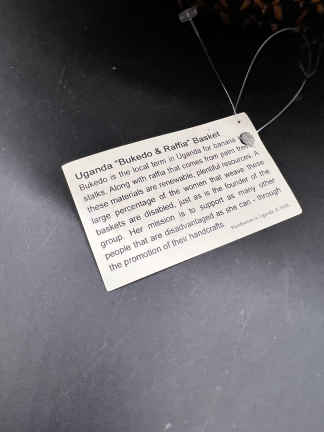 Uganda "Bukedo & Raffia" Basket
Bukedo is the local term in Uganda for banana
stalks. Along with raffia that comes from palm trees
these materials are renewable, plentiful resources. A
large percentage of the women that weave these
baskets are disabled, just as is the founder of the
group. Her mission is to support as many other
people that are disadvantaged as she can - through
the promotion of their handcrafts.